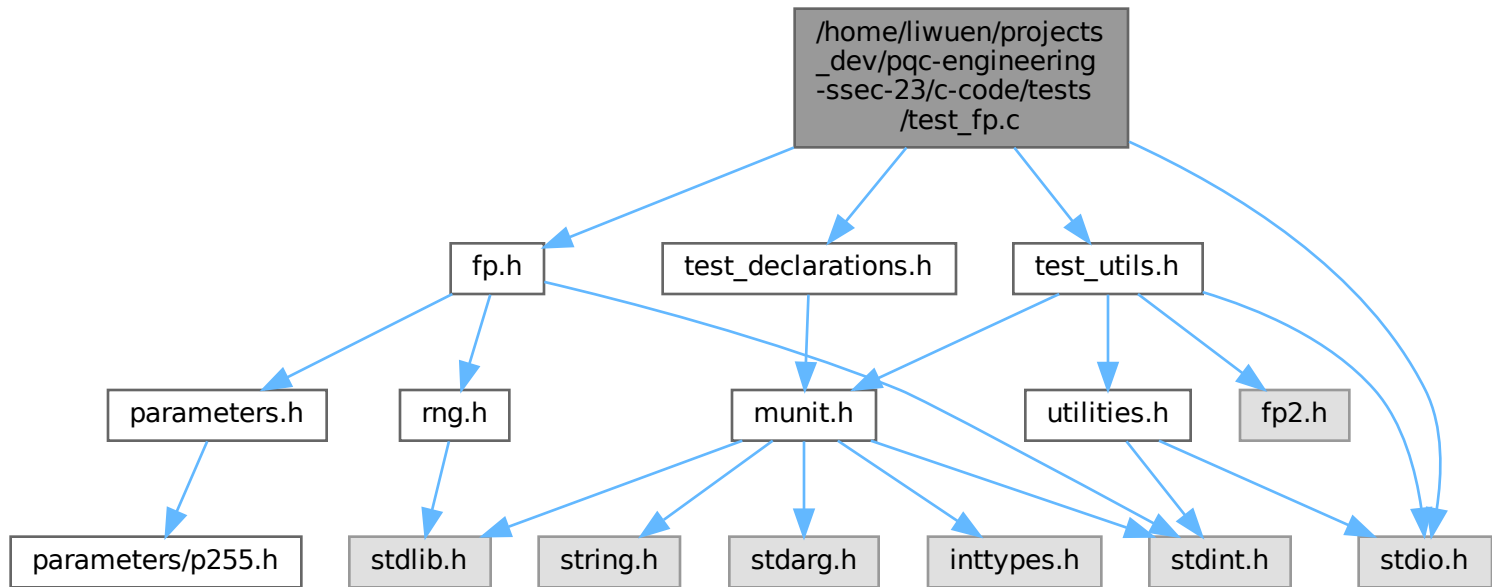 /home/liwuen/projects
_dev/pqc-engineering
-ssec-23/c-code/tests
/test_fp.c
fp.h
test_declarations.h
test_utils.h
parameters.h
rng.h
munit.h
utilities.h
fp2.h
parameters/p255.h
stdlib.h
string.h
stdarg.h
inttypes.h
stdint.h
stdio.h